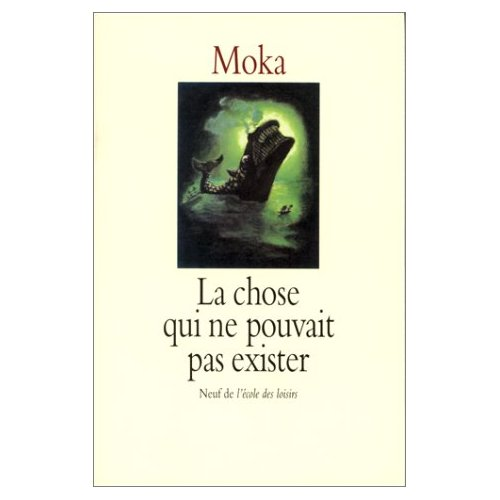 Moka
La chose
qui ne pouvait
pas exister
Neuf de l'école des loisirs